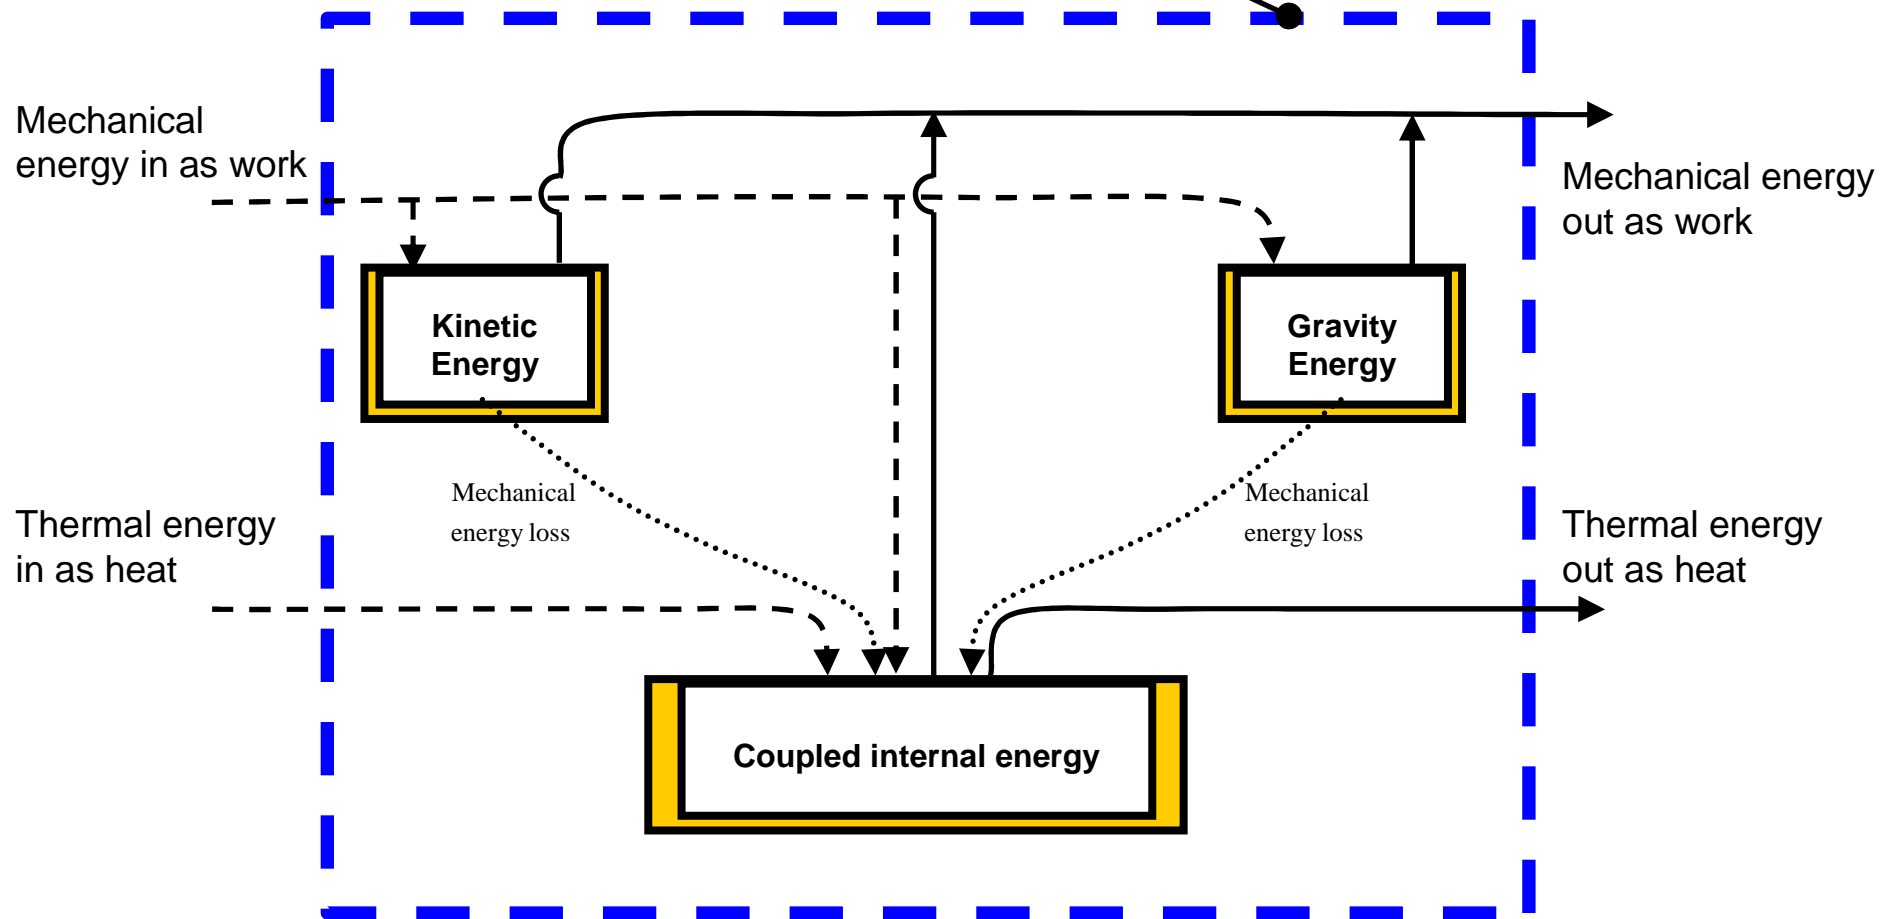 Mechanical
energy in as work
Mechanical energy
out as work
Kinetic
Energy
Gravity
Energy
Mechanical
energy loss
Mechanical
energy loss
Thermal energy
in as heat
Thermal energy
out as heat
Coupled internal energy